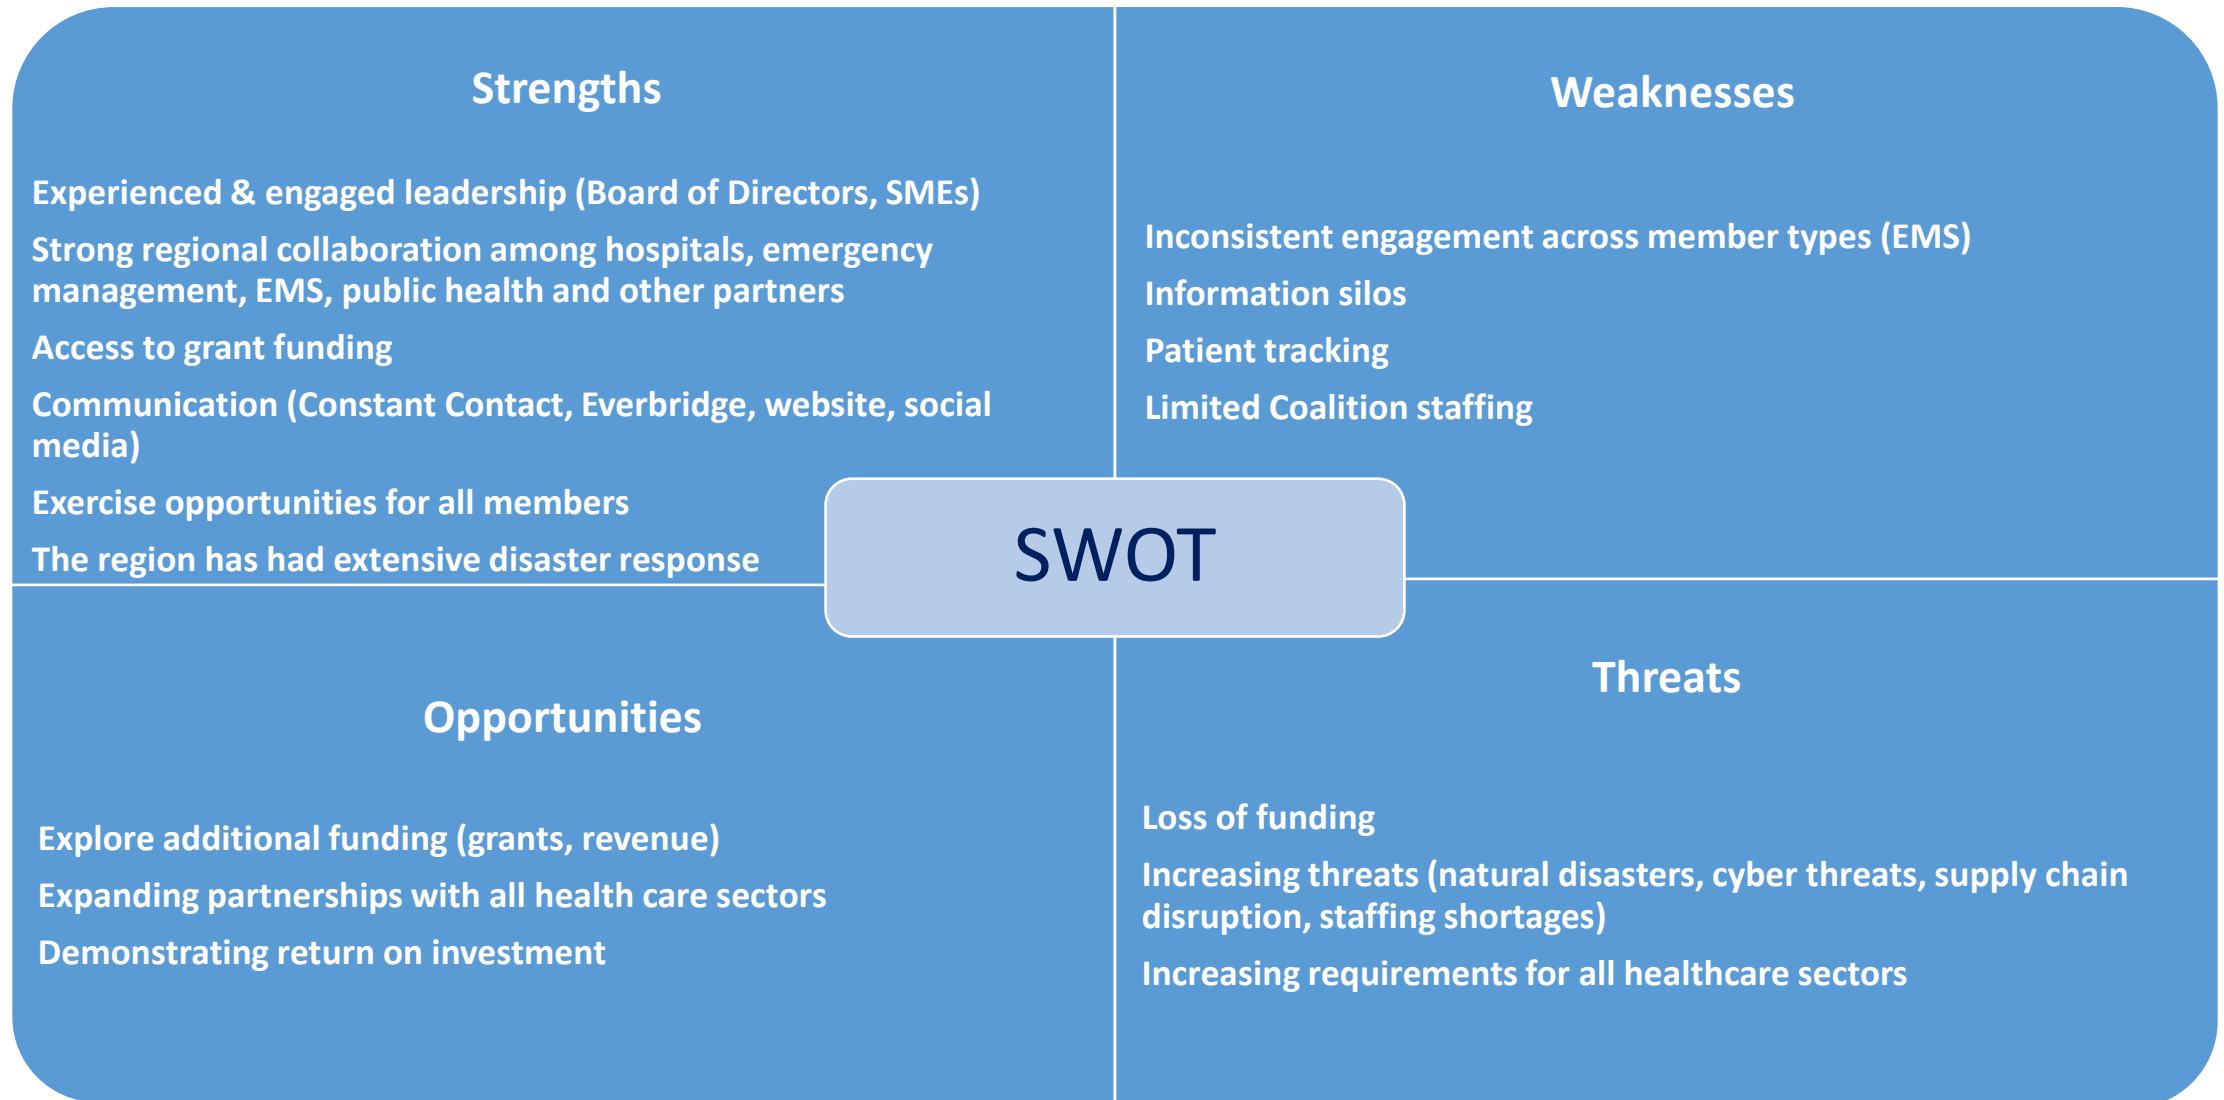 Strengths
Experienced & engaged leadership (Board of Directors, SMEs)
Strong regional collaboration among hospitals, emergency
management, EMS, public health and other partners
Access to grant funding
Communication (Constant Contact, Everbridge, website, social
media)
Exercise opportunities for all members
The region has had extensive disaster response
Weaknesses
Inconsistent engagement across member types (EMS)
Information silos
Patient tracking
Limited Coalition staffing
SWOT
Opportunities
Explore additional funding (grants, revenue)
Expanding partnerships with all health care sectors
Demonstrating return on investment
Threats
Loss of funding
Increasing threats (natural disasters, cyber threats, supply chain
disruption, staffing shortages)
Increasing requirements for all healthcare sectors